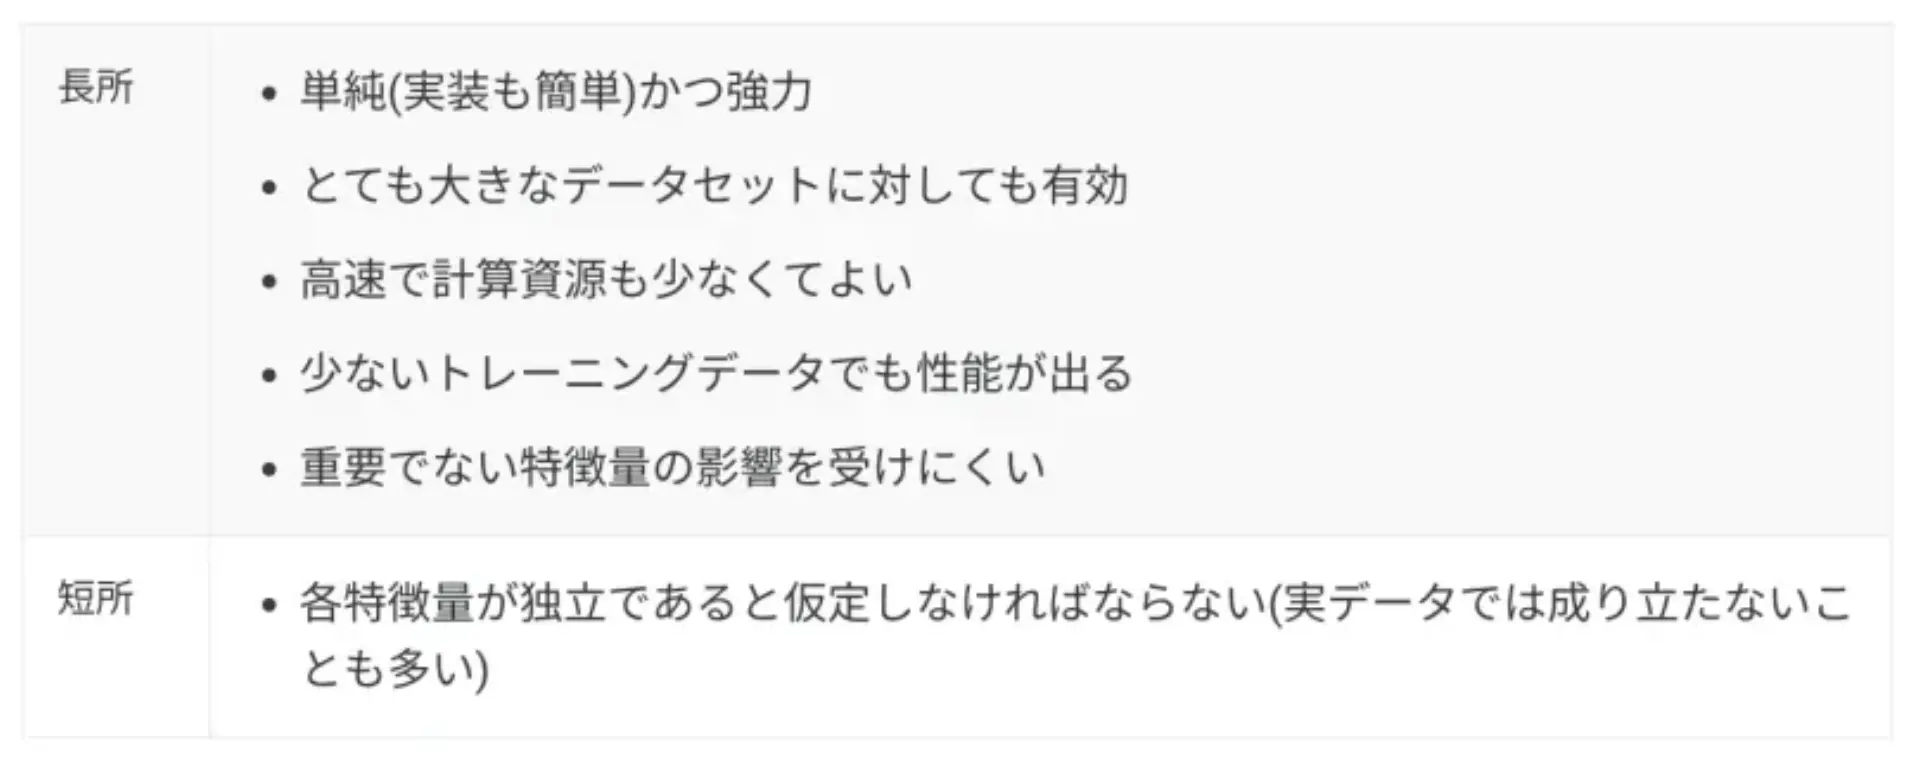 長所
• 単純(実装も簡単)かつ強力
• とても大きなデータセットに対しても有効
• 高速で計算資源も少なくてよい
• 少ないトレーニングデータでも性能が出る
• 重要でない特徴量の影響を受けにくい
短所
• 各特徴量が独立であると仮定しなければならない(実データでは成り立たないこ
とも多い)